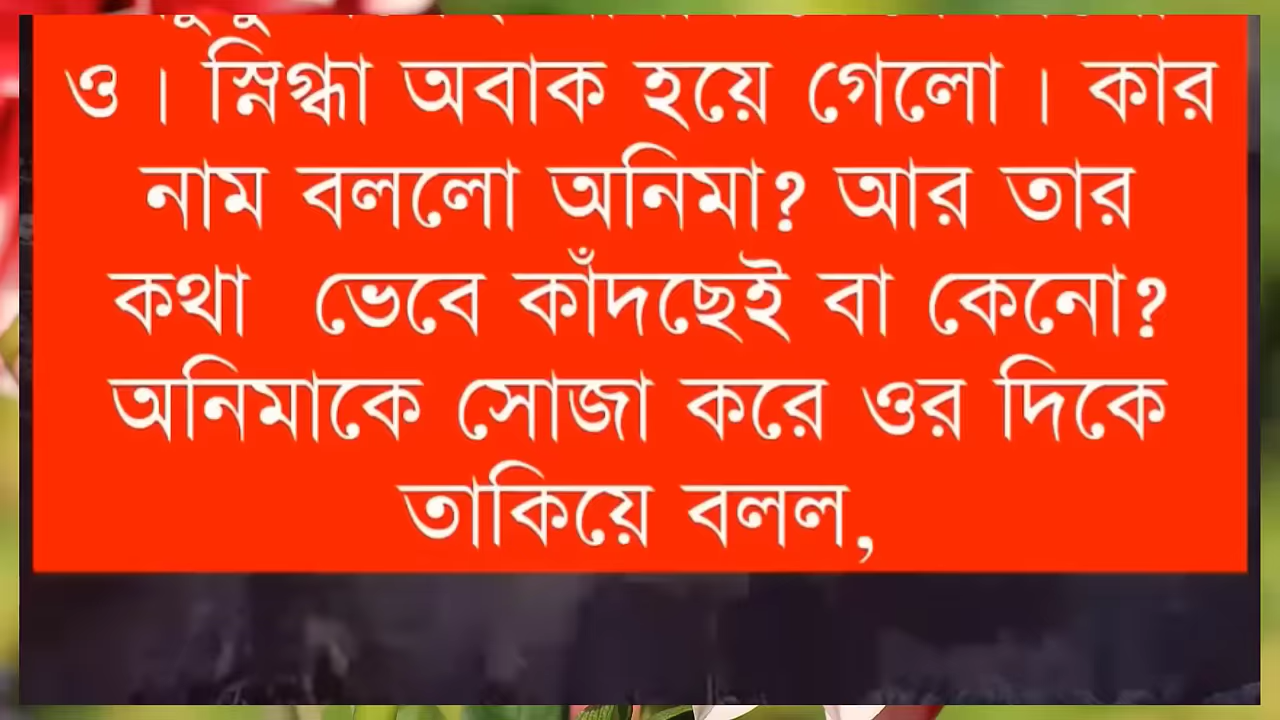 ও । স্নিগ্ধা অবাক হয়ে গেলো । কার
নাম বললো অনিমা? আর তার
কথা ভেবে কাঁদছেই বা কেনো?
অনিমাকে সোজা করে ওর দিকে
তাকিয়ে বলল,